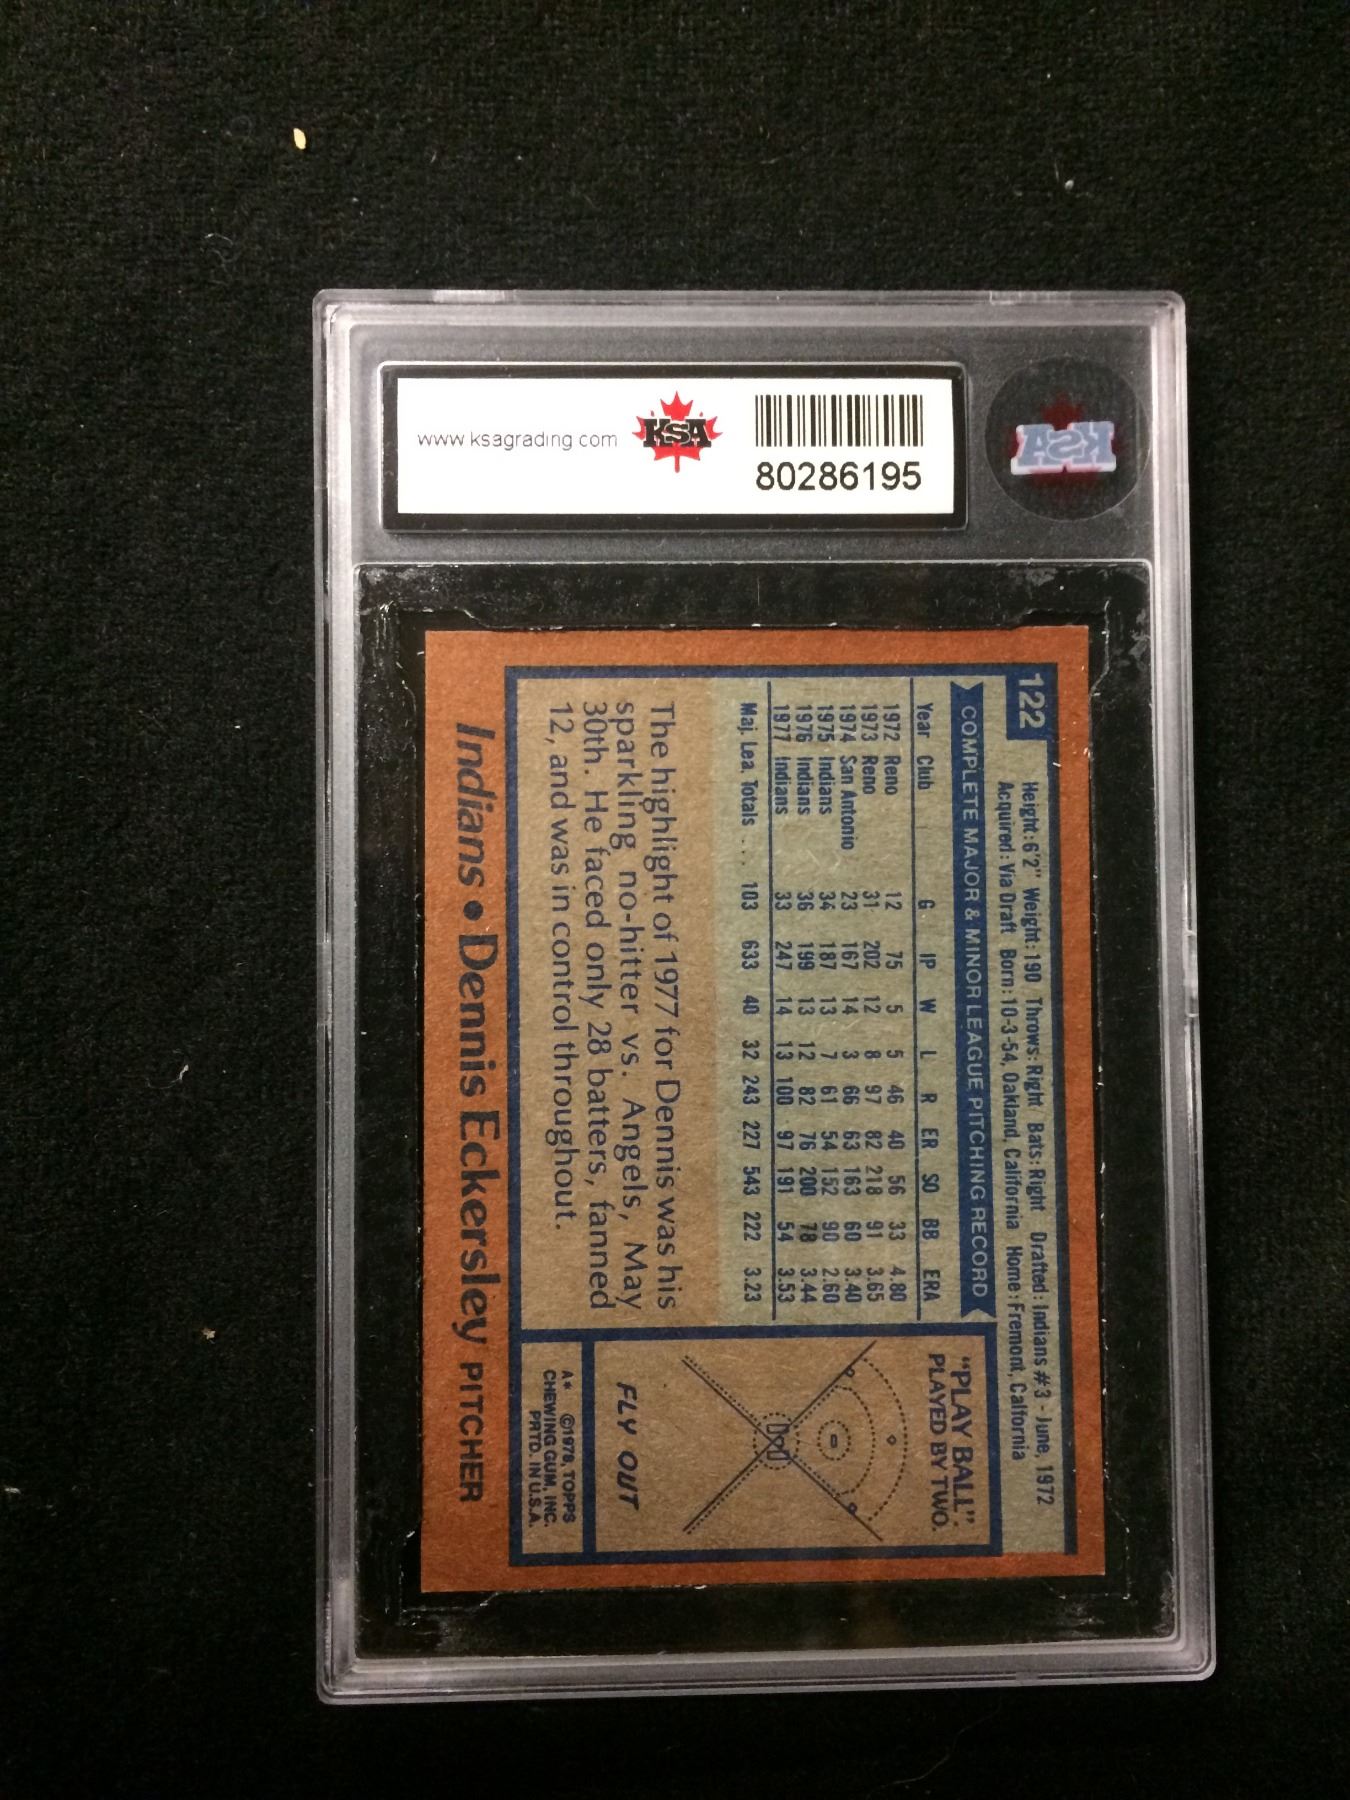 www.ksagrading.com
KSA
80286195
KSA
122
Height: 6'2" Weight: 190 Throws: Right Bats: Right Drafted: Indians #3 - June, 1972
Acquired: Via Draft Born: 10-3-54, Oakland, California Home: Fremont, California
COMPLETE MAJOR & MINOR LEAGUE PITCHING RECORD
Year Club G IP W L R ER SO BB ERA
1972 Reno 12 75 5 5 46 40 56 33 4.80
1973 Reno 31 202 12 8 97 82 218 91 3.65
1974 San Antonio 23 167 14 3 66 63 163 60 3.40
1975 Indians 34 187 13 7 61 54 152 90 2.60
1976 Indians 36 199 13 12 82 76 200 78 3.44
1977 Indians 33 247 14 13 100 97 191 54 3.53
Maj. Lea. Totals ... 103 633 40 32 243 227 543 222 3.23
The highlight of 1977 for Dennis was his
sparkling no-hitter vs. Angels, May
30th. He faced only 28 batters, fanned
12, and was in control throughout.
"PLAY BALL"
PLAYED BY TWO.
FLY OUT
A* ©1978, TOPPS
CHEWING GUM, INC.
PRTD. IN U.S.A.
Indians • Dennis Eckersley PITCHER